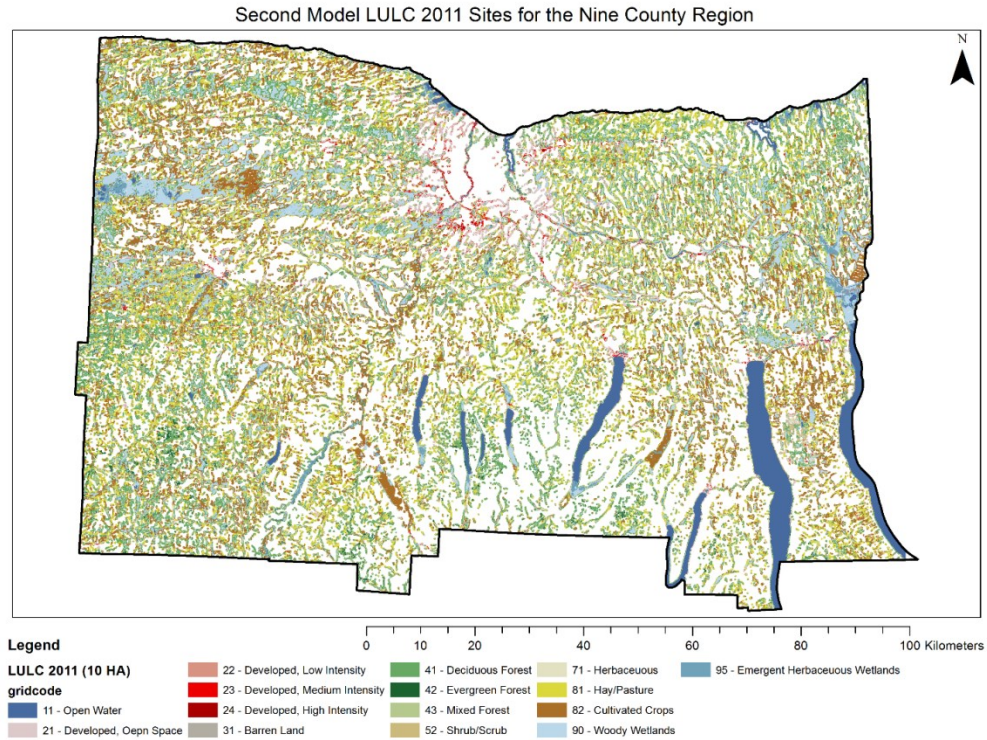 Second Model LULC 2011 Sites for the Nine County Region
N
0 10 20 40 60 80 100 Kilometers
Legend
LULC 2011 (10 HA)
gridcode
11 - Open Water
21 - Developed, Oepn Space
22 - Developed, Low Intensity
23 - Developed, Medium Intensity
24 - Developed, High Intensity
31 - Barren Land
41 - Deciduous Forest
42 - Evergreen Forest
43 - Mixed Forest
52 - Shrub/Scrub
71 - Herbaceuous
81 - Hay/Pasture
82 - Cultivated Crops
90 - Woody Wetlands
95 - Emergent Herbaceuous Wetlands